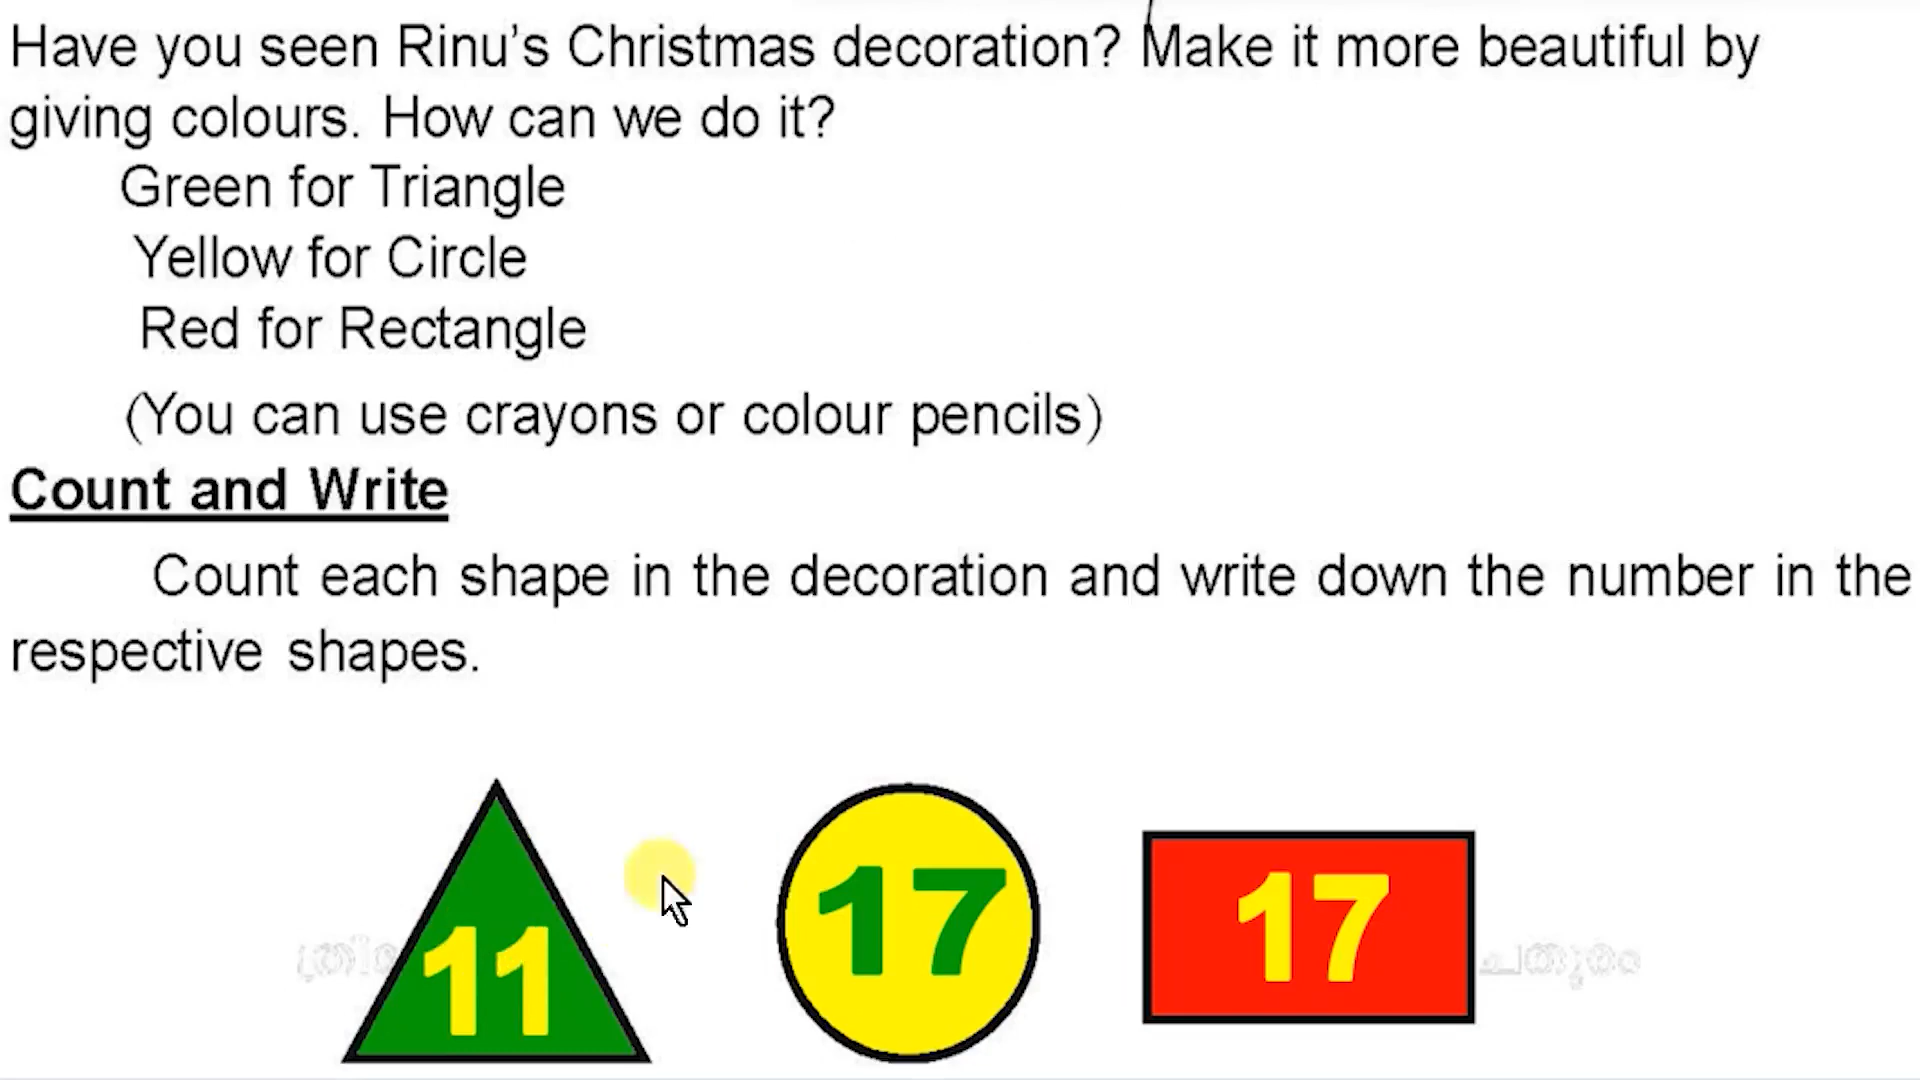 Have you seen Rinu’s Christmas decoration? Make it more beautiful by
giving colours. How can we do it?
Green for Triangle
Yellow for Circle
Red for Rectangle
(You can use crayons or colour pencils)
Count and Write
Count each shape in the decoration and write down the number in the
respective shapes.
11 17 17